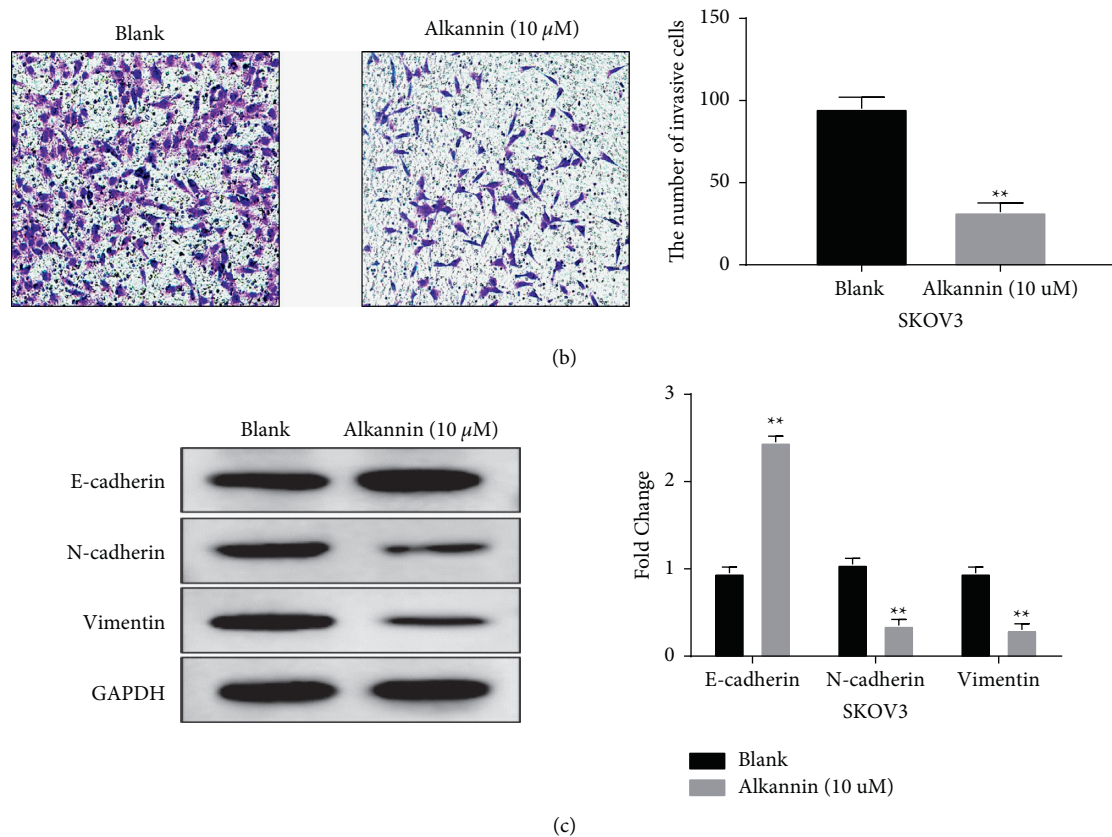 Blank
Alkannin (10 μM)
The number of invasive cells
150
100
50
0
**
Blank
Alkannin (10 uM)
SKOV3
(b)
Blank
Alkannin (10 μM)
E-cadherin
N-cadherin
Vimentin
GAPDH
Fold Change
3
2
1
0
**
**
**
E-cadherin
N-cadherin
Vimentin
SKOV3
Blank
Alkannin (10 uM)
(c)